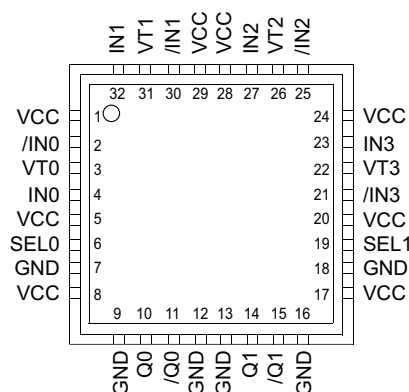 IN1 VT1 /IN1 VCC VCC IN2 VT2 /IN2
32 31 30 29 28 27 26 25
VCC 1 24 VCC
/IN0 2 23 IN3
VT0 3 22 VT3
IN0 4 21 /IN3
VCC 5 20 VCC
SEL0 6 19 SEL1
GND 7 18 GND
VCC 8 17 VCC
9 10 11 12 13 14 15 16
GND Q0 /Q0 GND GND Q1 /Q1 GND